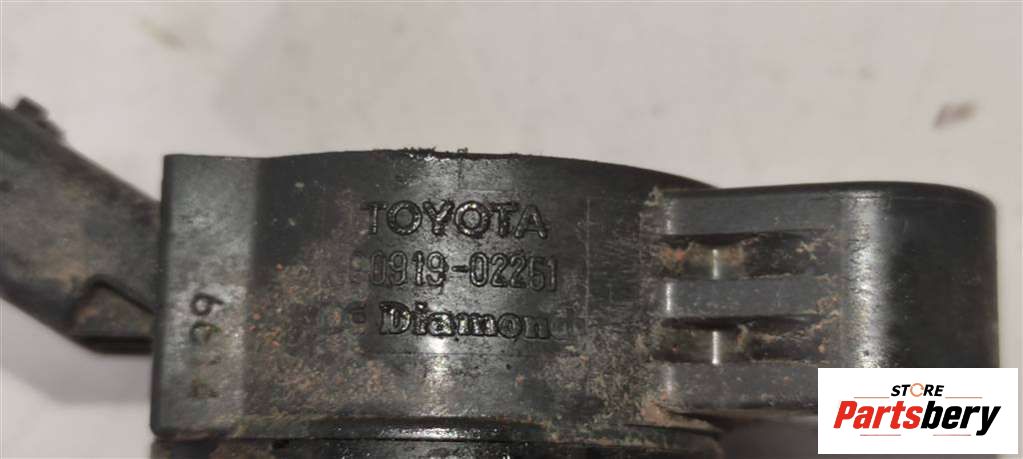 TOYOTA
90919-02251
Diamond
STORE
Partsbery